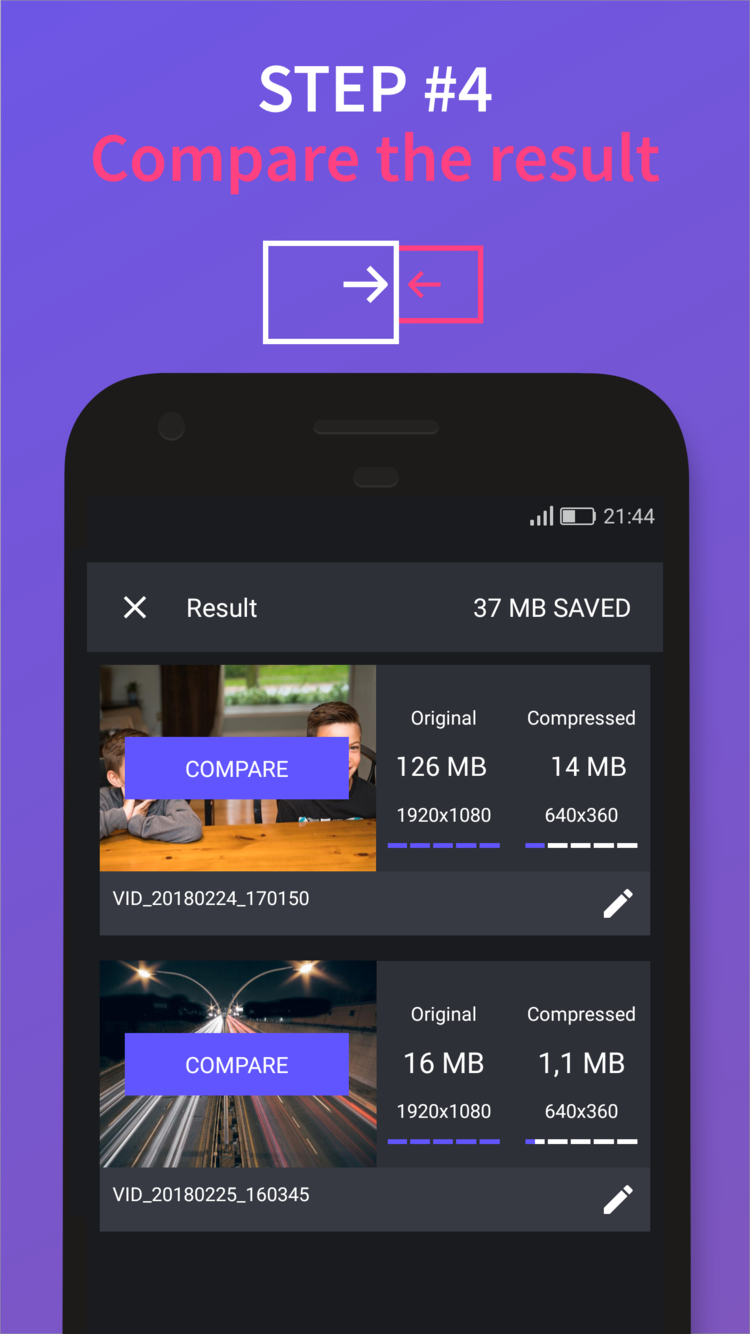 STEP #4
Compare the result
21:44
Result 37 MB SAVED
COMPARE
Original Compressed
126 MB 14 MB
1920x1080 640x360
VID_20180224_170150
COMPARE
Original Compressed
16 MB 1,1 MB
1920x1080 640x360
VID_20180225_160345